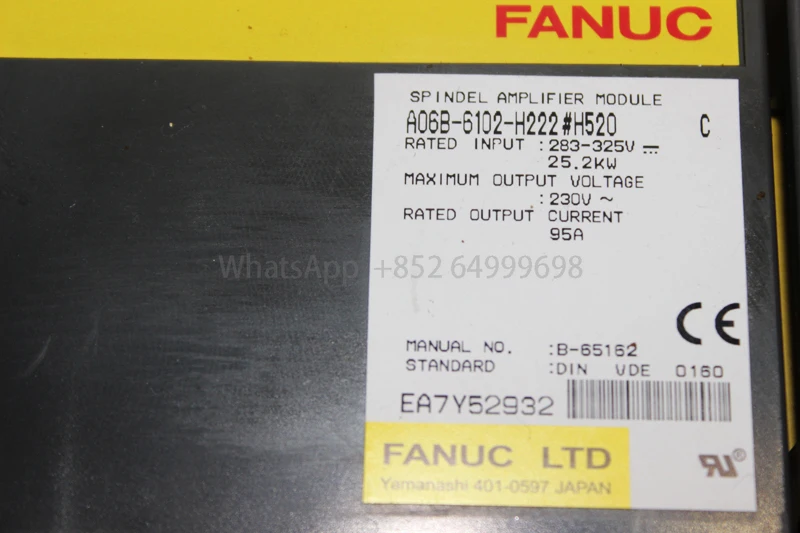 FANUC
SPINDEL AMPLIFIER MODULE
A06B-6102-H222#H520 C
RATED INPUT :283-325V ⎓
25.2KW
MAXIMUM OUTPUT VOLTAGE
:230V ~
RATED OUTPUT CURRENT
95A
WhatsApp +852 64999698
CE
MANUAL NO. :B-65162
STANDARD :DIN VDE 0160
EA7Y52932
FANUC LTD
Yamanashi 401-0597 JAPAN
RU®